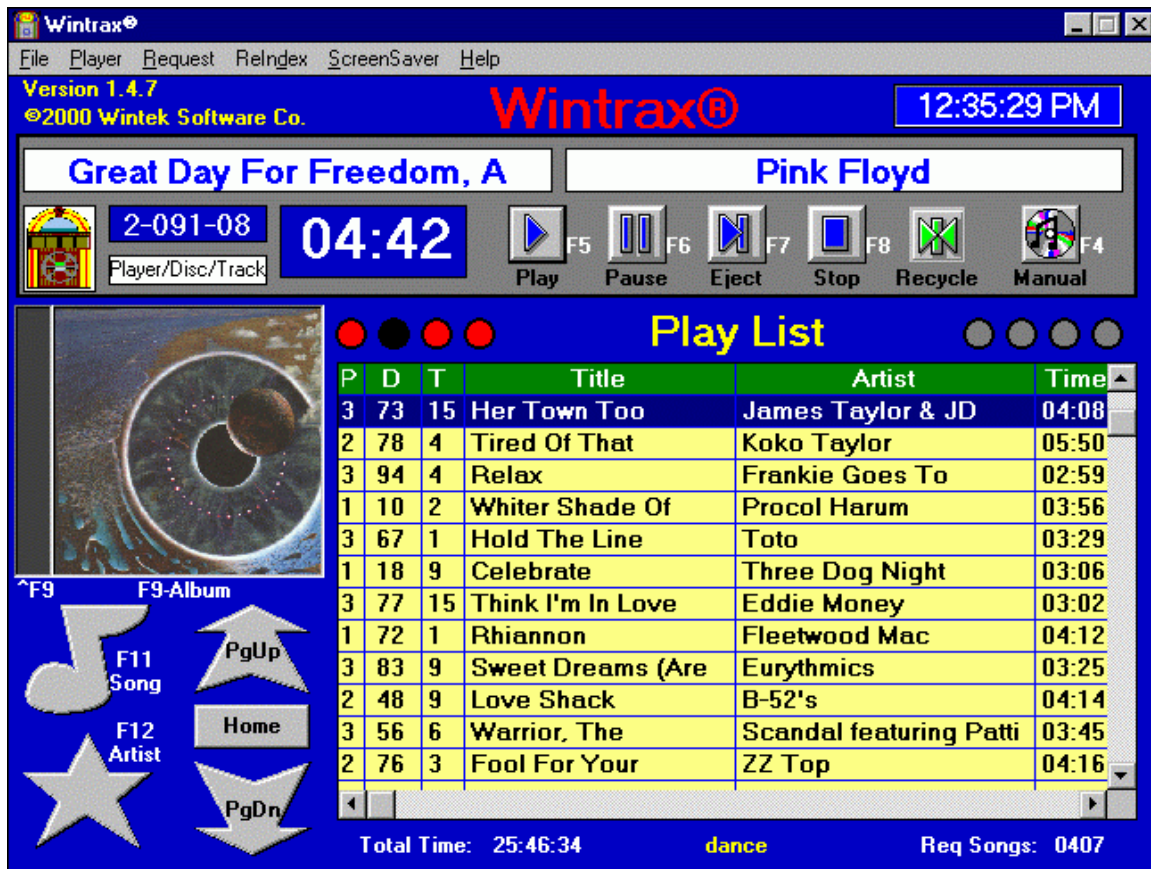 Wintrax®
File Player Request ReIndex ScreenSaver Help
Version 1.4.7
©2000 Wintek Software Co.
Wintrax®
12:35:29 PM
Great Day For Freedom, A
Pink Floyd
2-091-08
Player/Disc/Track
04:42
F5 F6 F7 F8 F4
Play Pause Eject Stop Recycle Manual
Play List
P D T Title Artist Time
3 73 15 Her Town Too James Taylor & JD 04:08
2 78 4 Tired Of That Koko Taylor 05:50
3 94 4 Relax Frankie Goes To 02:59
1 10 2 Whiter Shade Of Procol Harum 03:56
3 67 1 Hold The Line Toto 03:29
1 18 9 Celebrate Three Dog Night 03:06
3 77 15 Think I'm In Love Eddie Money 03:02
1 72 1 Rhiannon Fleetwood Mac 04:12
3 83 9 Sweet Dreams (Are Eurythmics 03:25
2 48 9 Love Shack B-52's 04:14
3 56 6 Warrior, The Scandal featuring Patti 03:45
2 76 3 Fool For Your ZZ Top 04:16
^F9 F9-Album
F11
Song
PgUp
F12
Artist
Home
PgDn
Total Time: 25:46:34 dance Req Songs: 0407